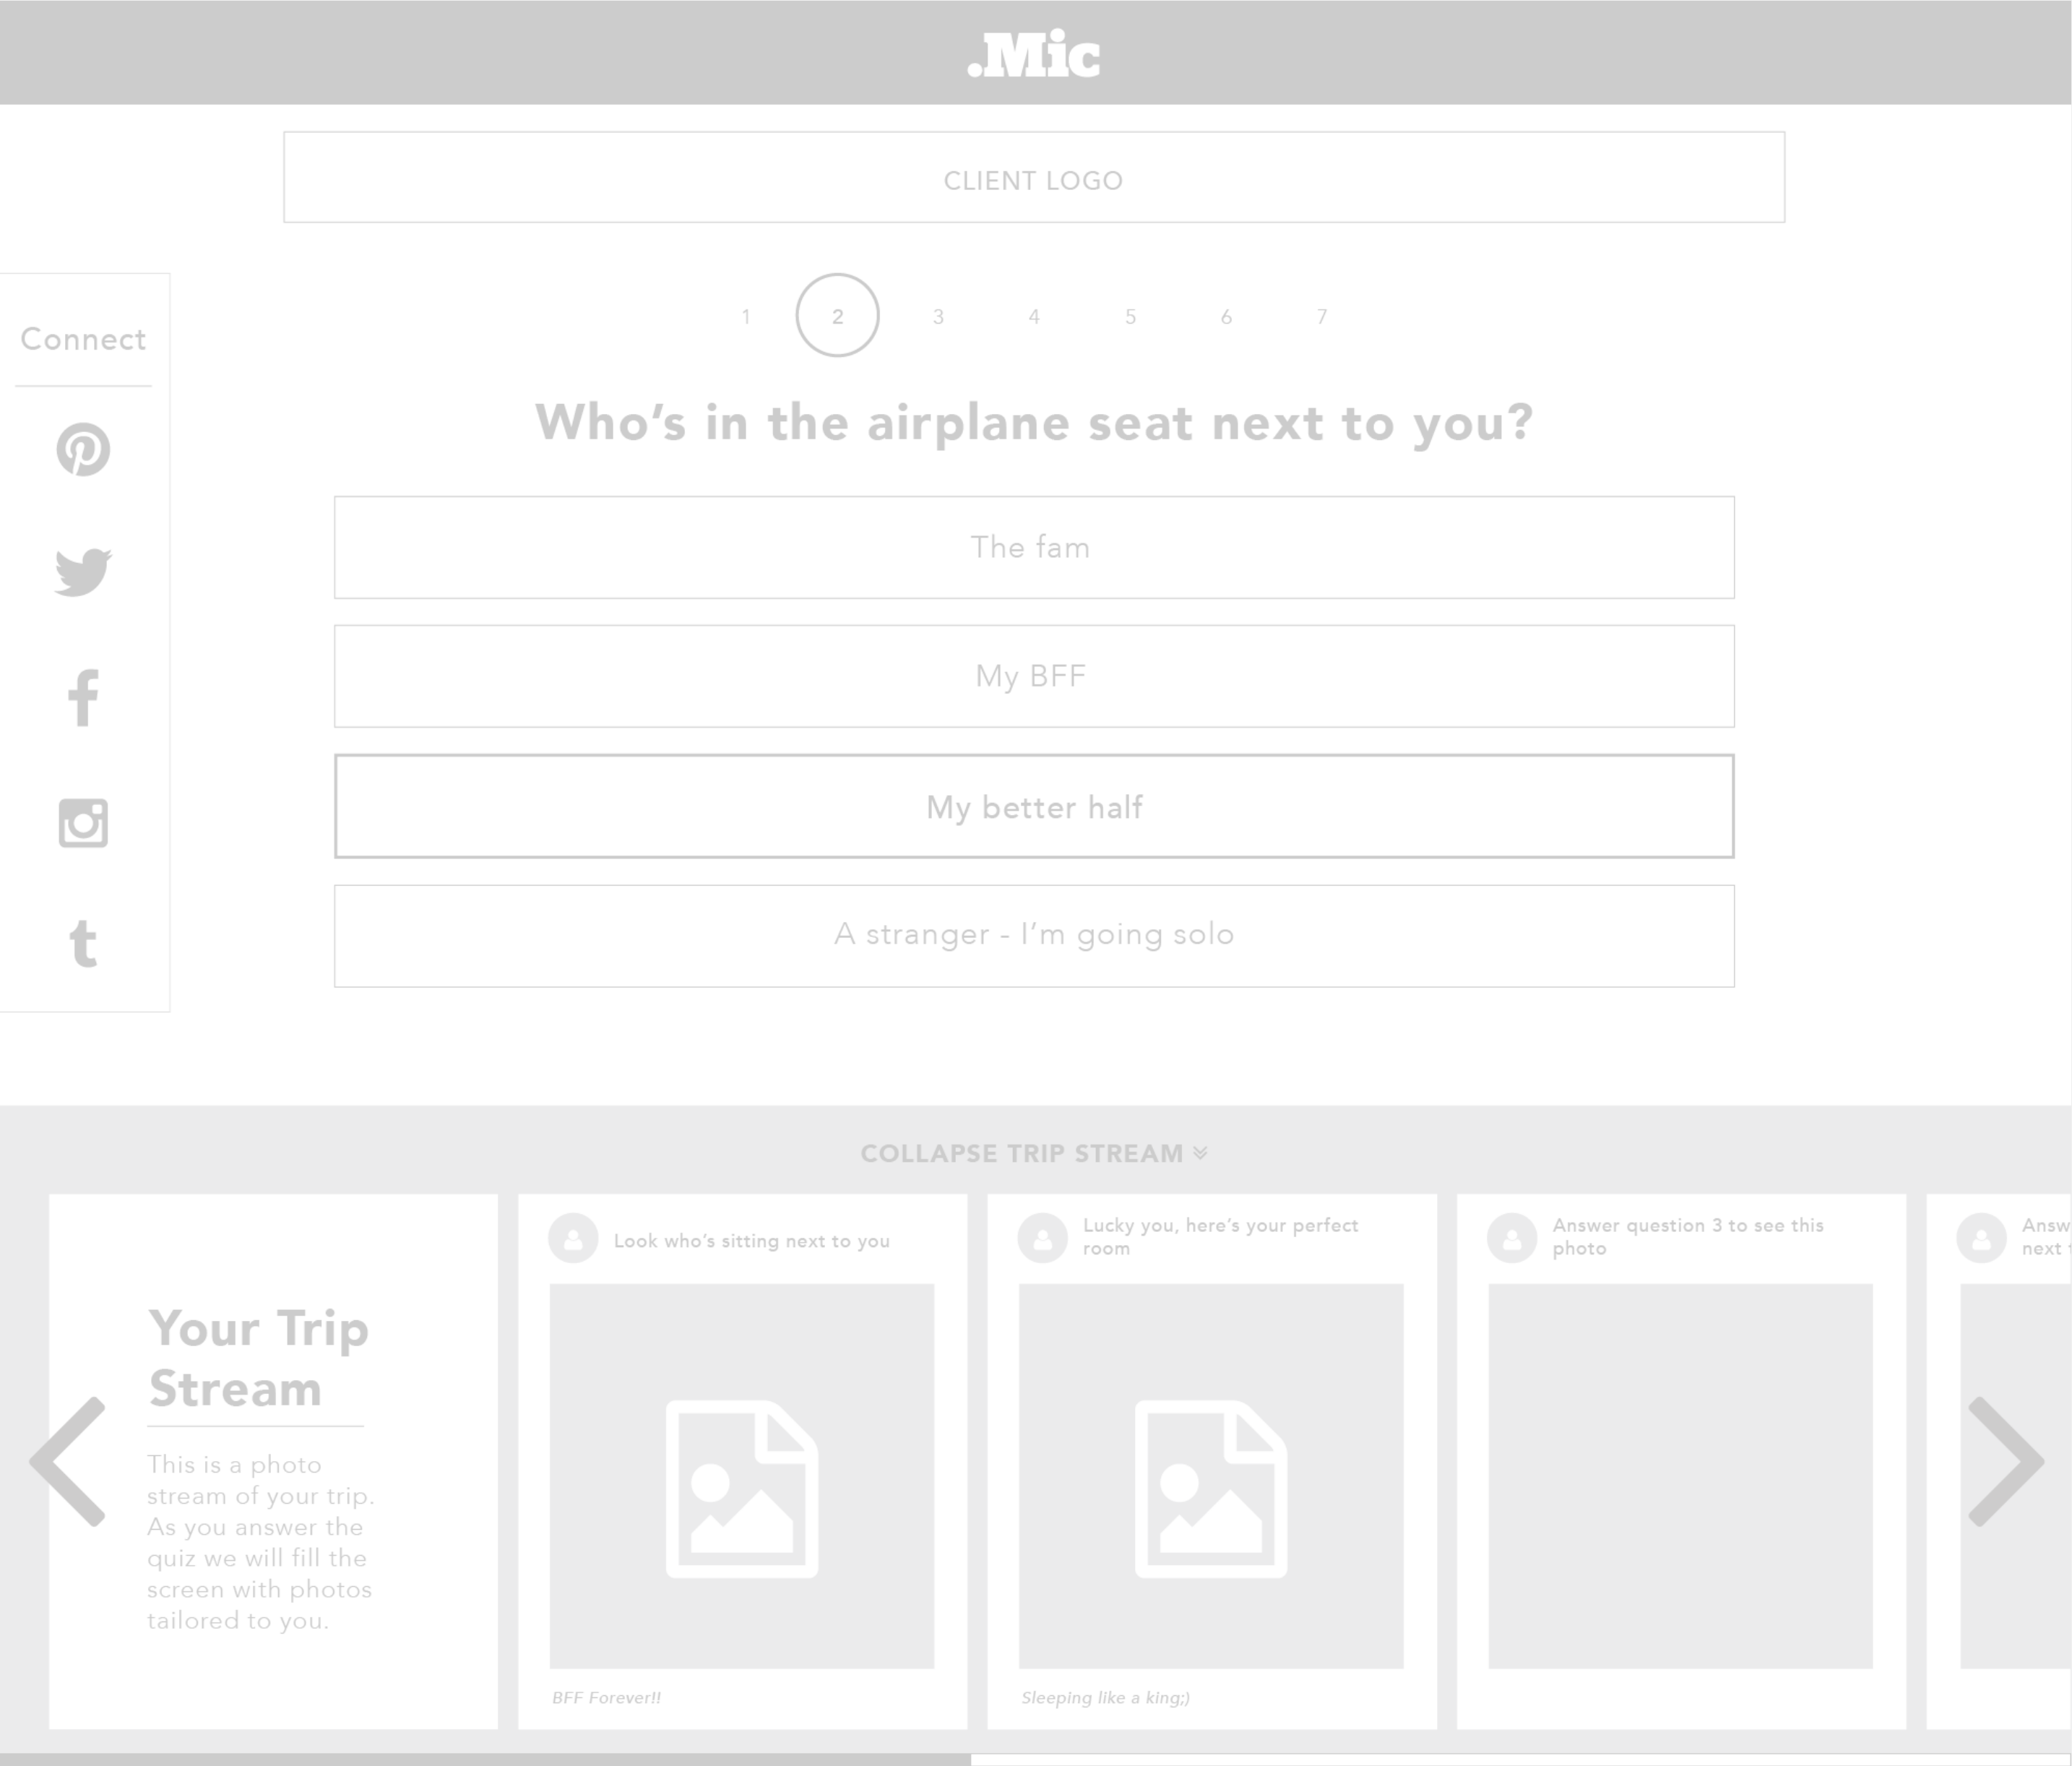 .Mic
CLIENT LOGO
Connect
1 2 3 4 5 6 7
Who’s in the airplane seat next to you?
The fam
My BFF
My better half
A stranger - I’m going solo
COLLAPSE TRIP STREAM
Your Trip
Stream
This is a photo
stream of your trip.
As you answer the
quiz we will fill the
screen with photos
tailored to you.
Look who’s sitting next to you
BFF Forever!!
Lucky you, here’s your perfect
room
Sleeping like a king;)
Answer question 3 to see this
photo
next